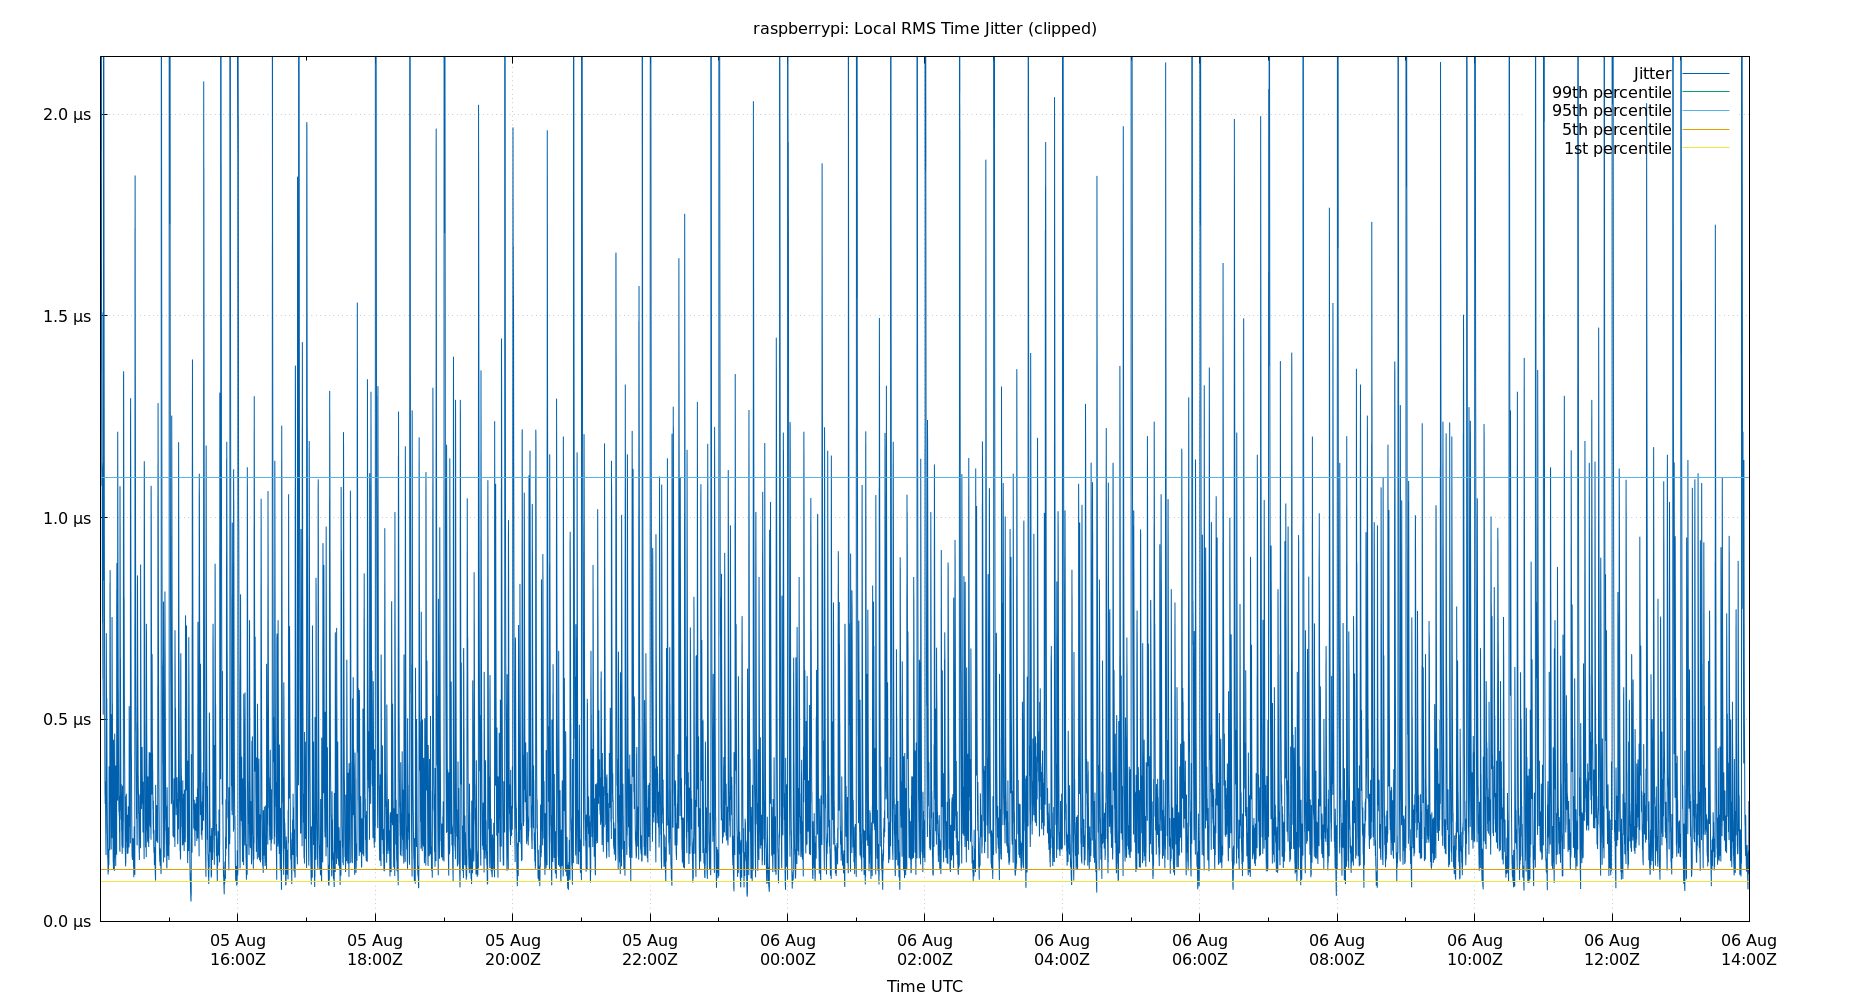 raspberrypi: Local RMS Time Jitter (clipped)
Jitter
99th percentile
95th percentile
5th percentile
1st percentile
2.0 µs
1.5 µs
1.0 µs
0.5 µs
0.0 µs
05 Aug 05 Aug 05 Aug 05 Aug 06 Aug 06 Aug 06 Aug 06 Aug 06 Aug 06 Aug 06 Aug 06 Aug
16:00Z 18:00Z 20:00Z 22:00Z 00:00Z 02:00Z 04:00Z 06:00Z 08:00Z 10:00Z 12:00Z 14:00Z
Time UTC